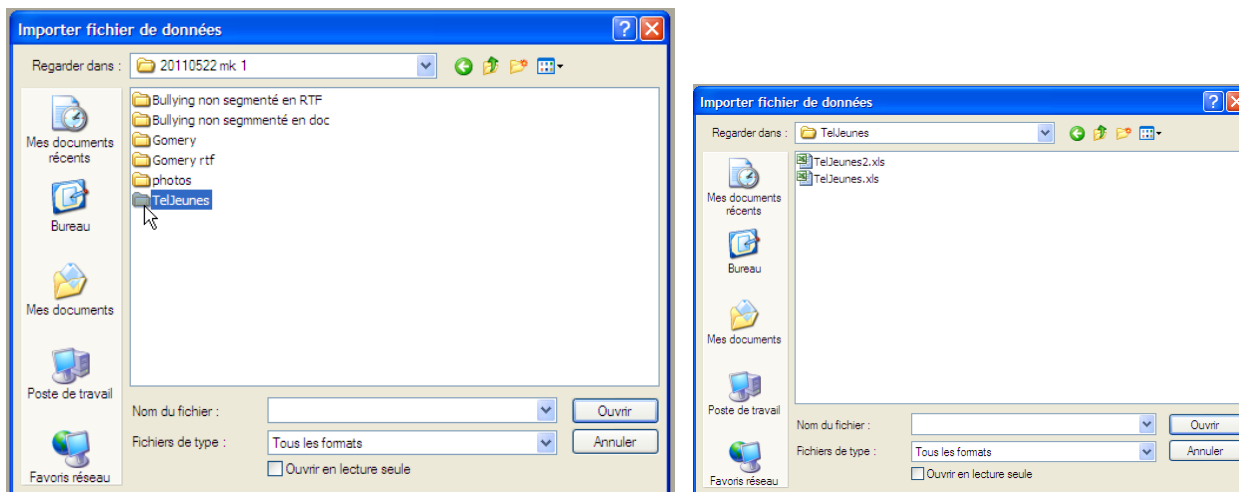 Importer fichier de données
Regarder dans :
20110522 mk 1
Mes documents
récents
Bureau
Mes documents
Poste de travail
Favoris réseau
Bullying non segmenté en RTF
Bullying non segmmenté en doc
Gomery
Gomery rtf
photos
TelJeunes
Nom du fichier :
Ouvrir
Fichiers de type :
Tous les formats
Annuler
Ouvrir en lecture seule
Importer fichier de données
Regarder dans :
TelJeunes
Mes documents
récents
Bureau
Mes documents
Poste de travail
Favoris réseau
TelJeunes2.xls
TelJeunes.xls
Nom du fichier :
Ouvrir
Fichiers de type :
Tous les formats
Annuler
Ouvrir en lecture seule